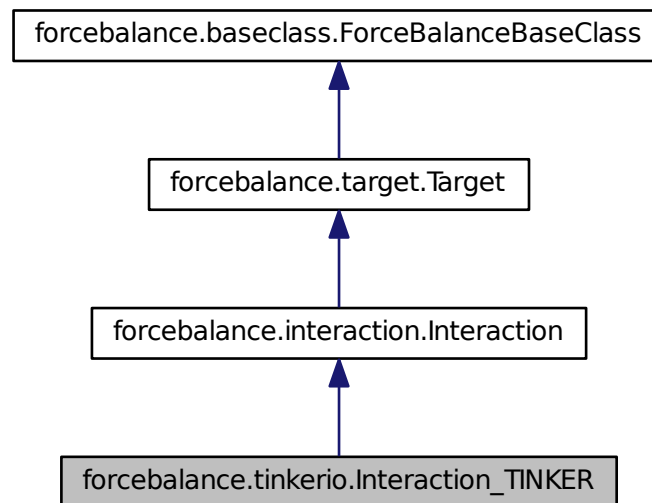 forcebalance.baseclass.ForceBalanceBaseClass
forcebalance.target.Target
forcebalance.interaction.Interaction
forcebalance.tinkerio.Interaction_TINKER